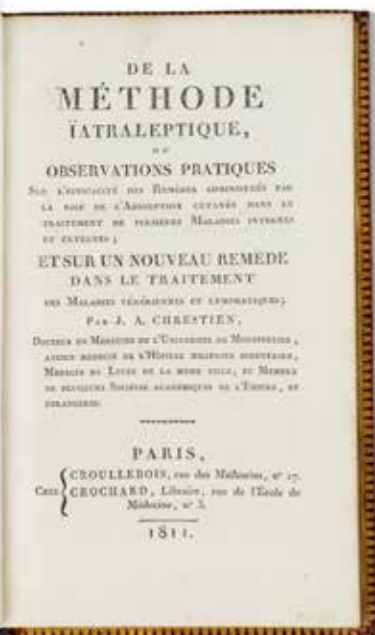 DE LA
MÉTHODE
ÏATRALEPTIQUE,
OU
OBSERVATIONS PRATIQUES
Sur l'efficacité des Remèdes administrés par
la voie de l'Absorption cutanée dans le
traitement de plusieurs Maladies internes
et externes;
ET SUR UN NOUVEAU REMEDE
DANS LE TRAITEMENT
des Maladies vénériennes et lymphatiques;
Par J. A. CHRESTIEN,
Docteur en Médecine de l'Université de Montpellier,
ancien médecin de l'Hôpital militaire sédentaire,
Médecin du Lycée de la même ville, et Membre
de plusieurs Sociétés académiques de l'Empire, et
étrangères.
PARIS,
Chez CROULLEBOIS, rue des Mathurins, n° 17.
CROCHARD, Libraire, rue de l'École de
Médecine, n° 3.
1811.